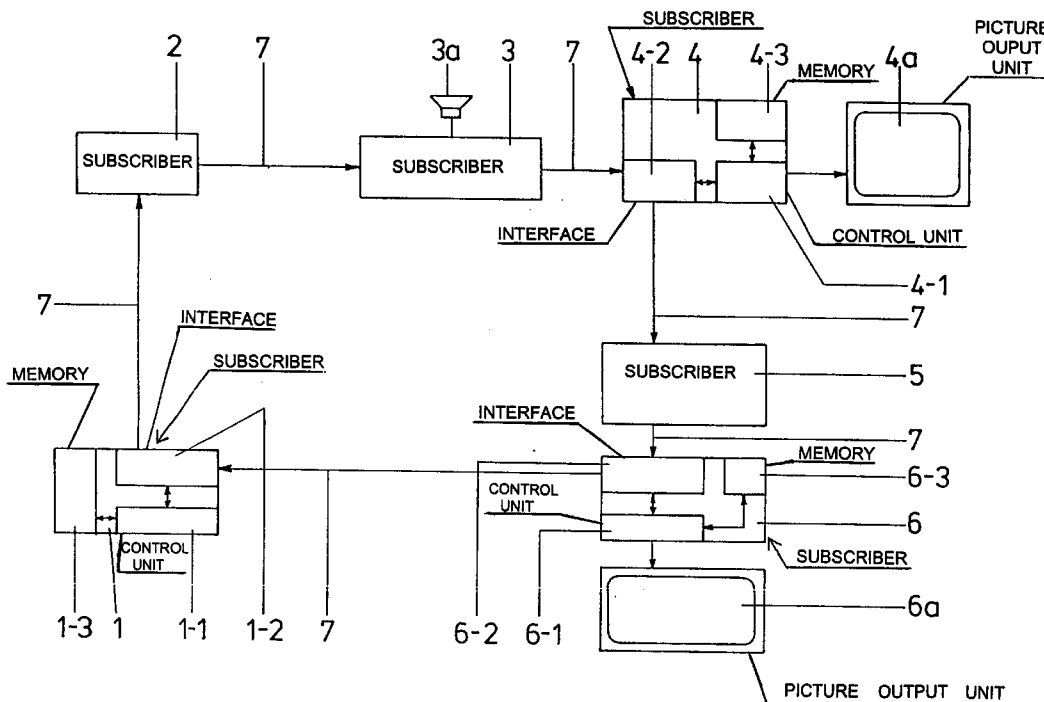 SUBSCRIBER
PICTURE
OUPUT
UNIT
2
7
3a
3
7
4-2
4
4-3
MEMORY
4a
SUBSCRIBER
SUBSCRIBER
INTERFACE
CONTROL UNIT
4-1
7
7
INTERFACE
SUBSCRIBER
MEMORY
SUBSCRIBER
5
INTERFACE
7
MEMORY
6-3
CONTROL
UNIT
6
SUBSCRIBER
CONTROL
UNIT
1-3
1
1-1
1-2
7
6-2
6-1
6a
PICTURE OUTPUT UNIT